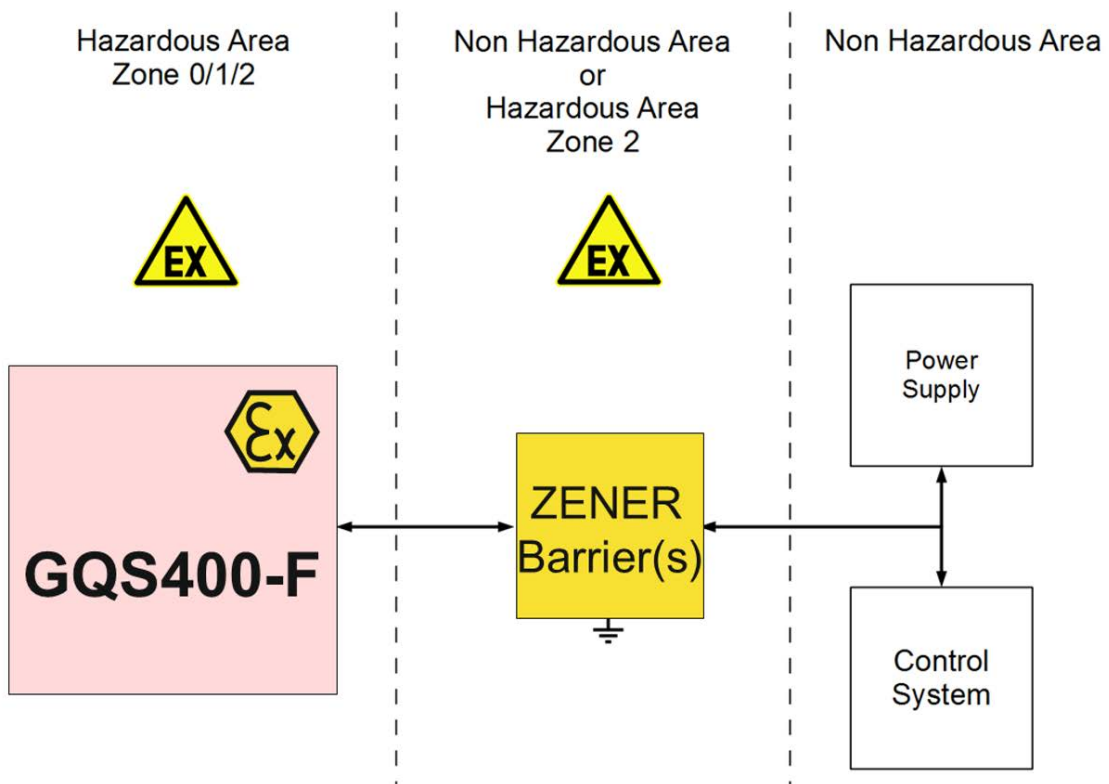 Hazardous Area
Zone 0/1/2
Non Hazardous Area
or
Hazardous Area
Zone 2
Non Hazardous Area
EX
EX
Power
Supply
Ex
GQS400-F
ZENER
Barrier(s)
Control
System